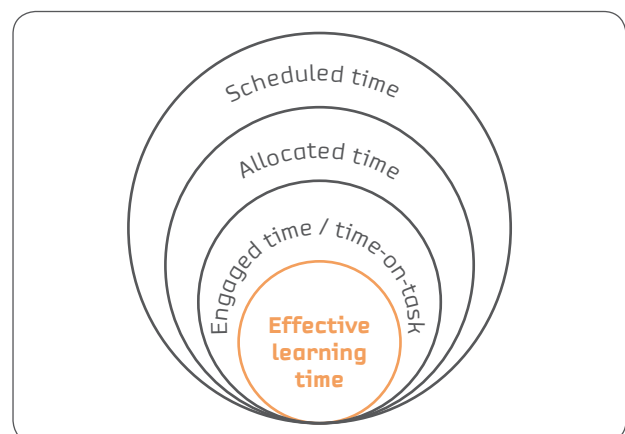 Scheduled time
Allocated time
Engaged time / time-on-task
Effective
learning
time